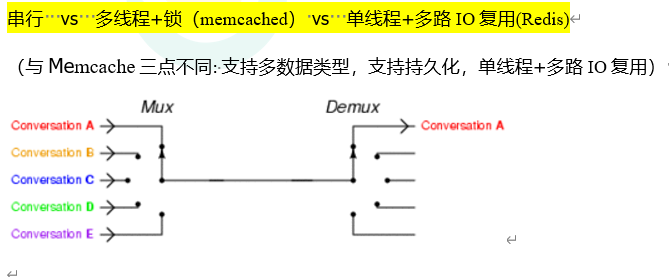 串行 vs 多线程+锁（memcached） vs 单线程+多路 IO 复用(Redis)
（与 Memcache 三点不同: 支持多数据类型，支持持久化，单线程+多路 IO 复用）
Mux Demux
Conversation A Conversation A
Conversation B
Conversation C
Conversation D
Conversation E